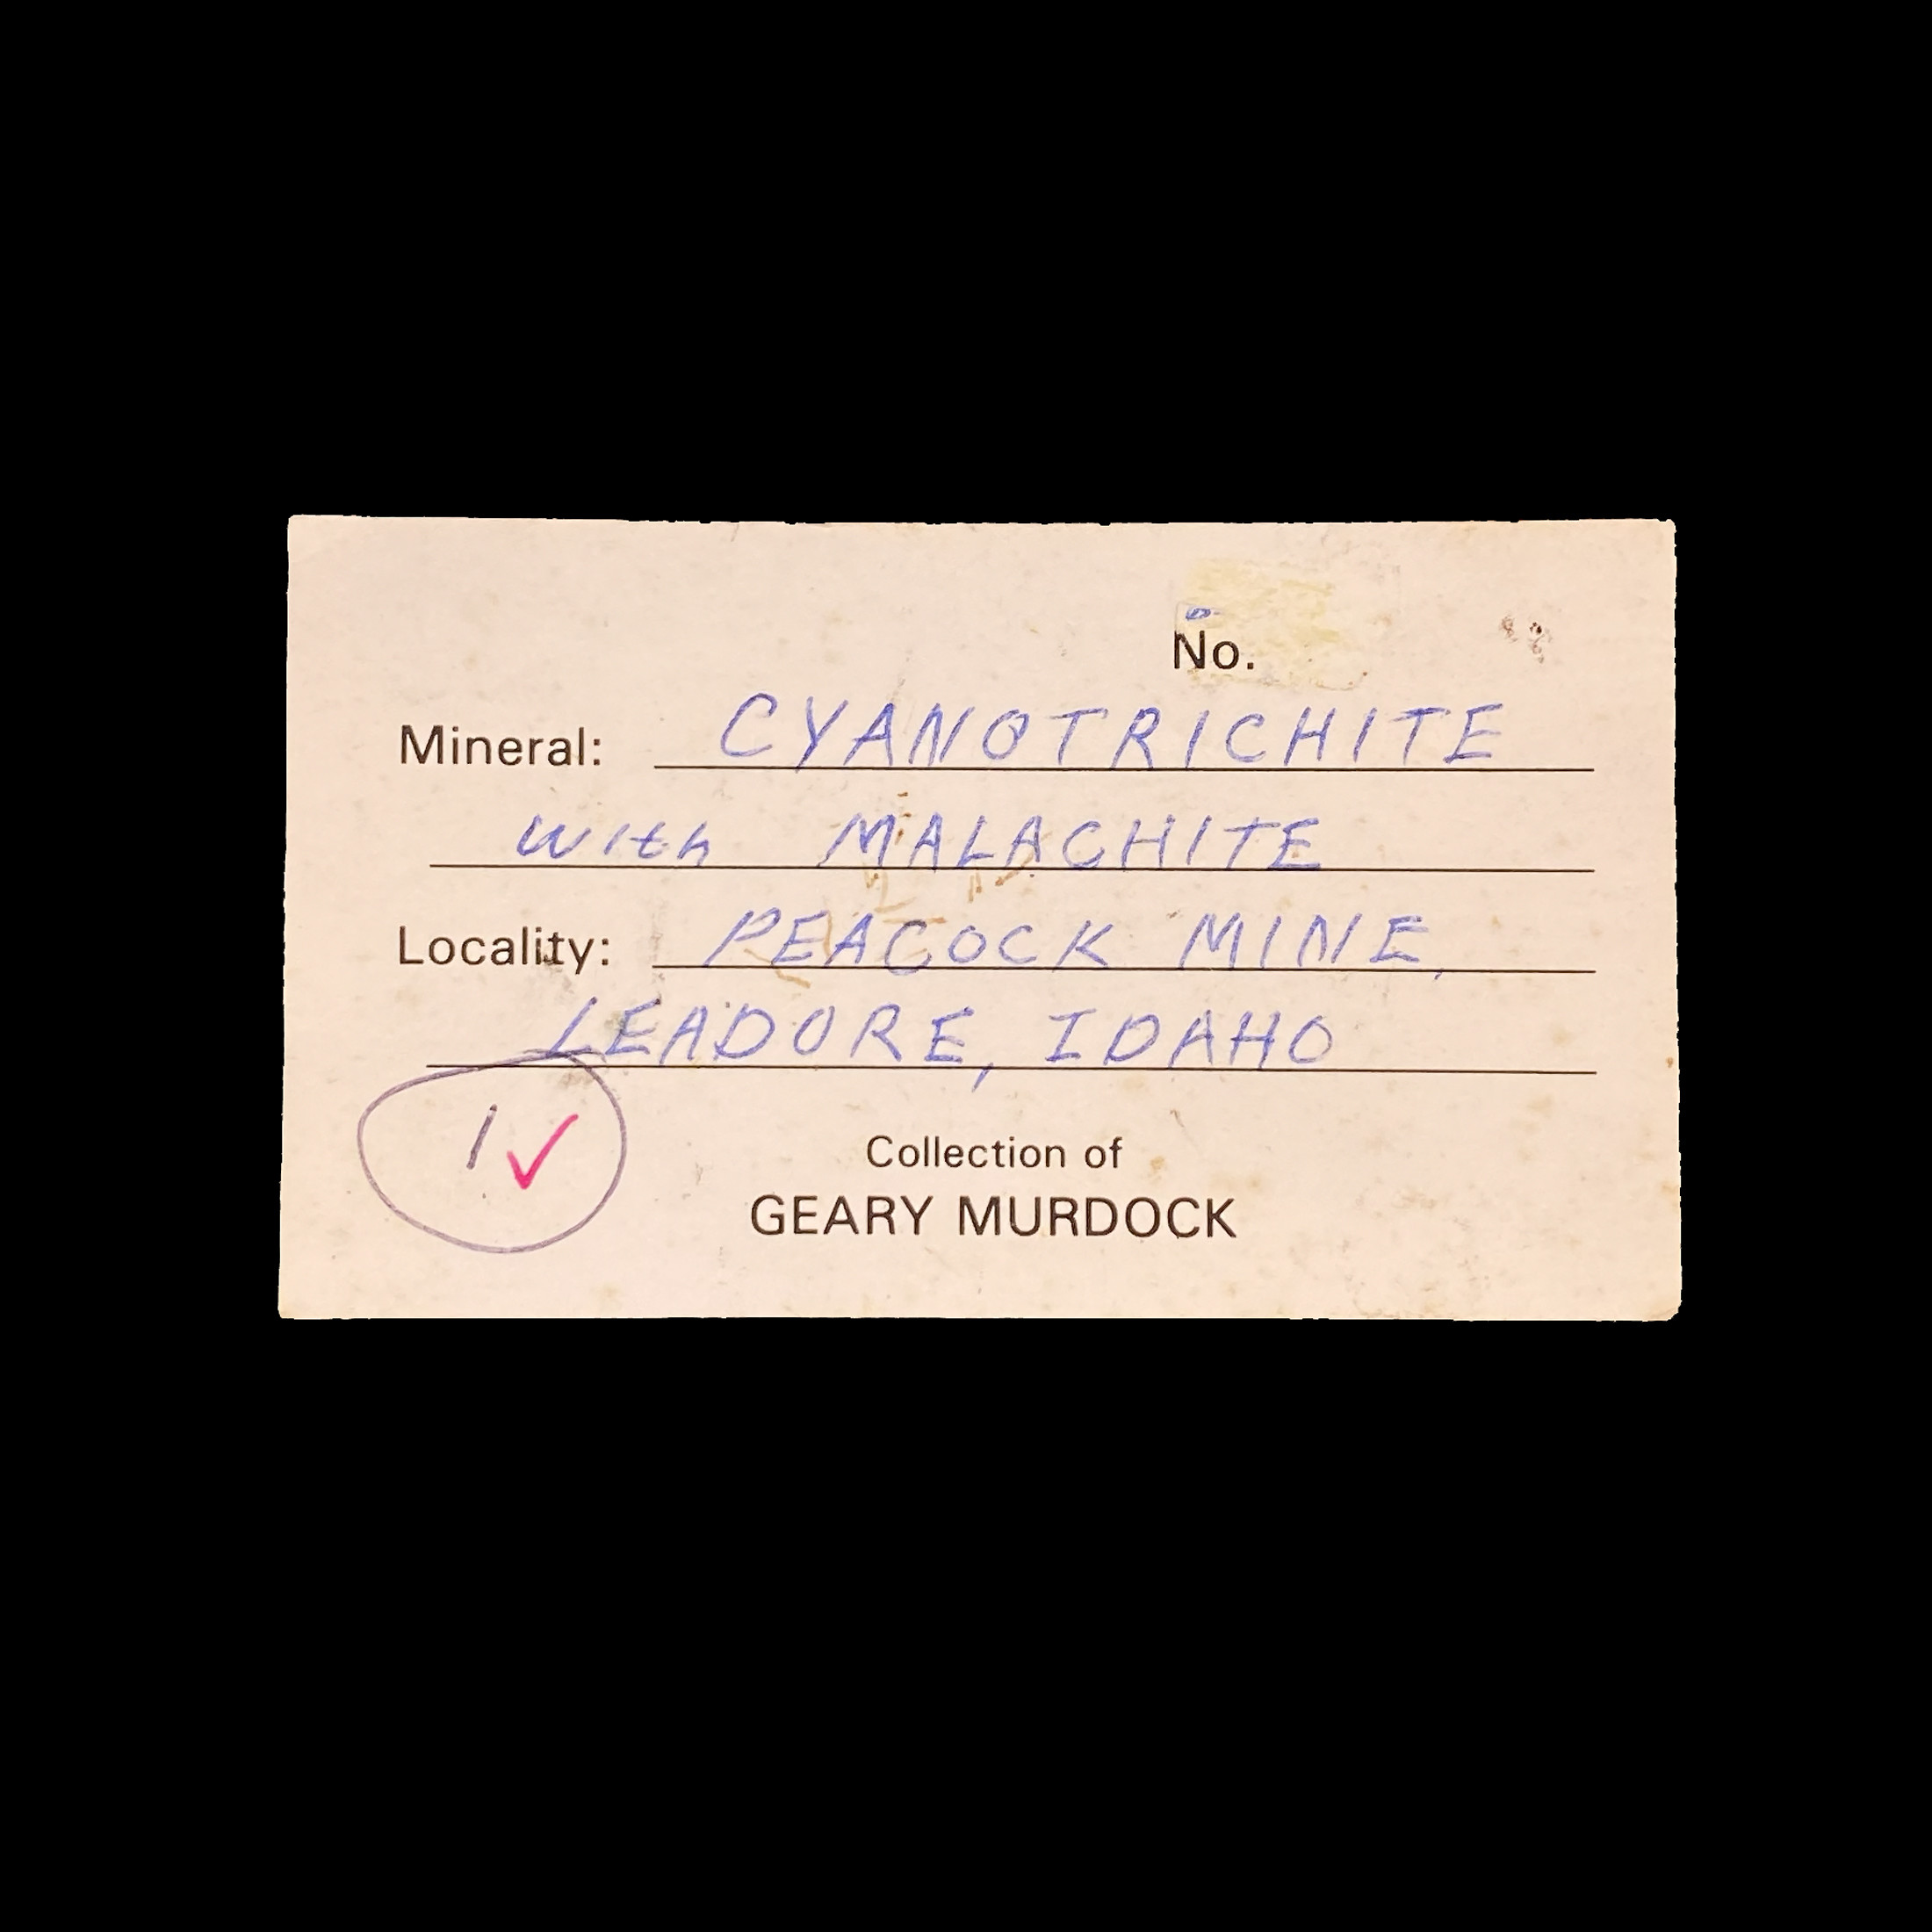 No.
Mineral: CYANOTRICHITE
with MALACHITE
Locality: PEACOCK MINE,
LEADORE, IDAHO
1 ✓
Collection of
GEARY MURDOCK